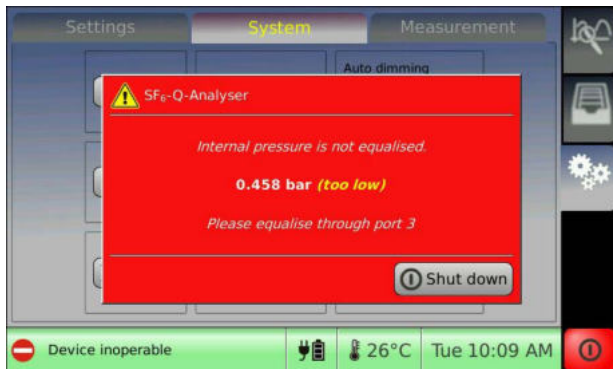 Settings
System
Measurement
Auto dimming
SF₆-Q-Analyser
Internal pressure is not equalised.
0.458 bar (too low)
Please equalise through port 3
Shut down
Device inoperable
26°C
Tue 10:09 AM